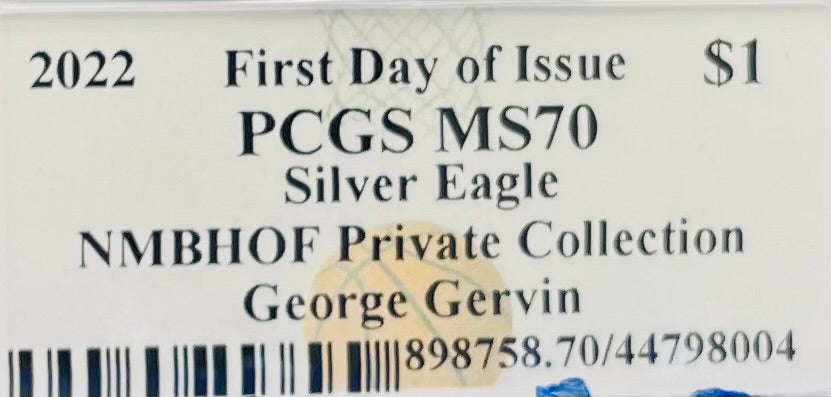 2022 First Day of Issue $1
PCGS MS70
Silver Eagle
NMBHOF Private Collection
George Gervin
898758.70/44798004